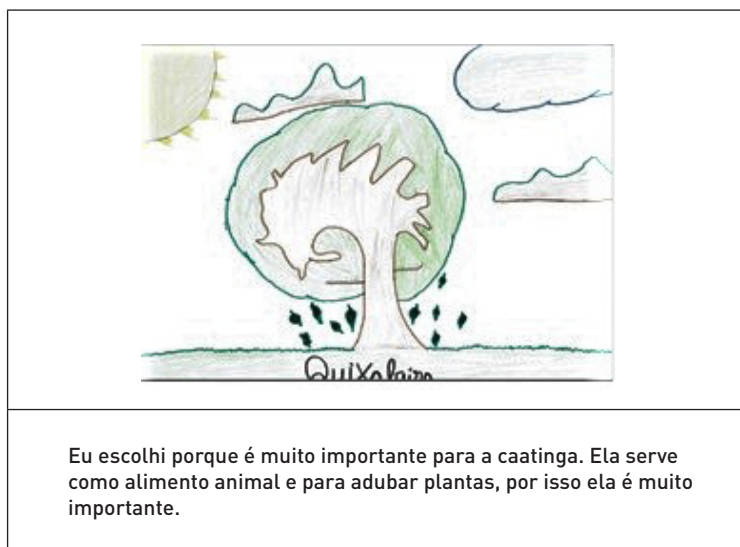 Quixabeira
Eu escolhi porque é muito importante para a caatinga. Ela serve
como alimento animal e para adubar plantas, por isso ela é muito
importante.